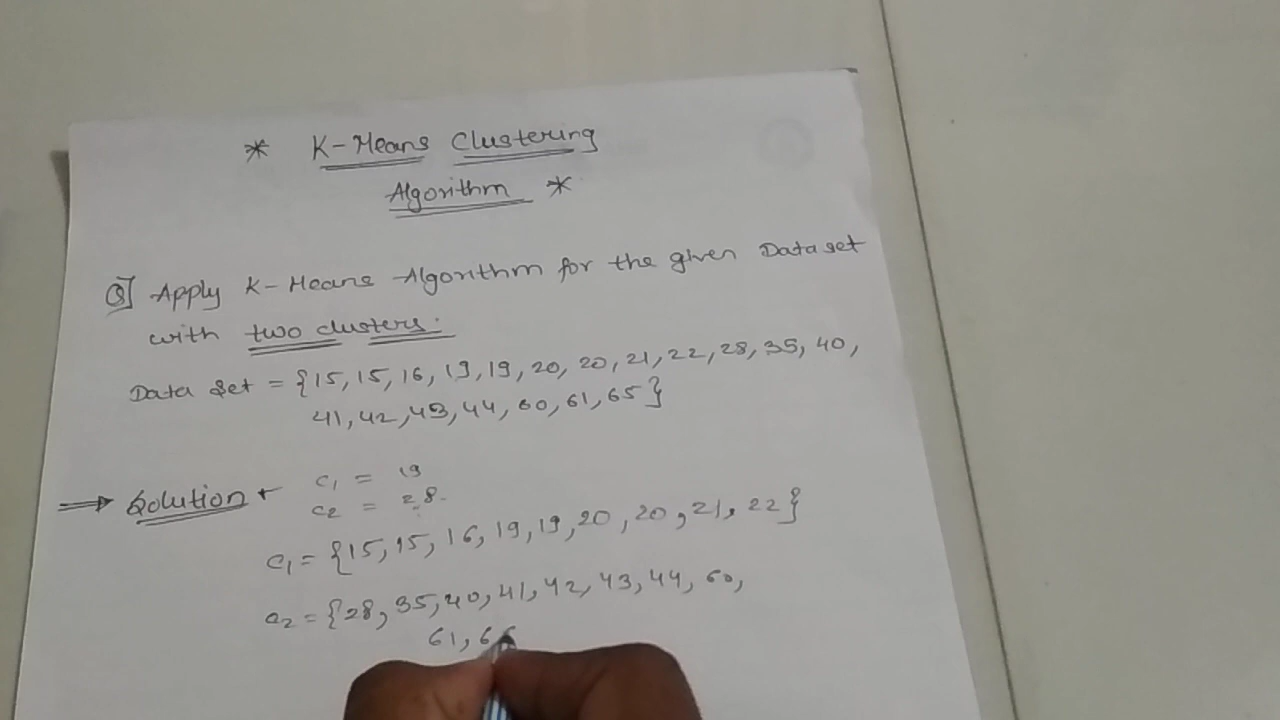 * K-Means Clustering
Algorithm *
Q] Apply K-Means Algorithm for the given Dataset
with two clusters.
Data Set = {15, 15, 16, 19, 19, 20, 20, 21, 22, 28, 35, 40,
41, 42, 43, 44, 60, 61, 65}
⟹ Solution
c1 = 19
c2 = 28.
c1 = {15, 15, 16, 19, 19, 20, 20, 21, 22}
c2 = {28, 35, 40, 41, 42, 43, 44, 60,
61, 6